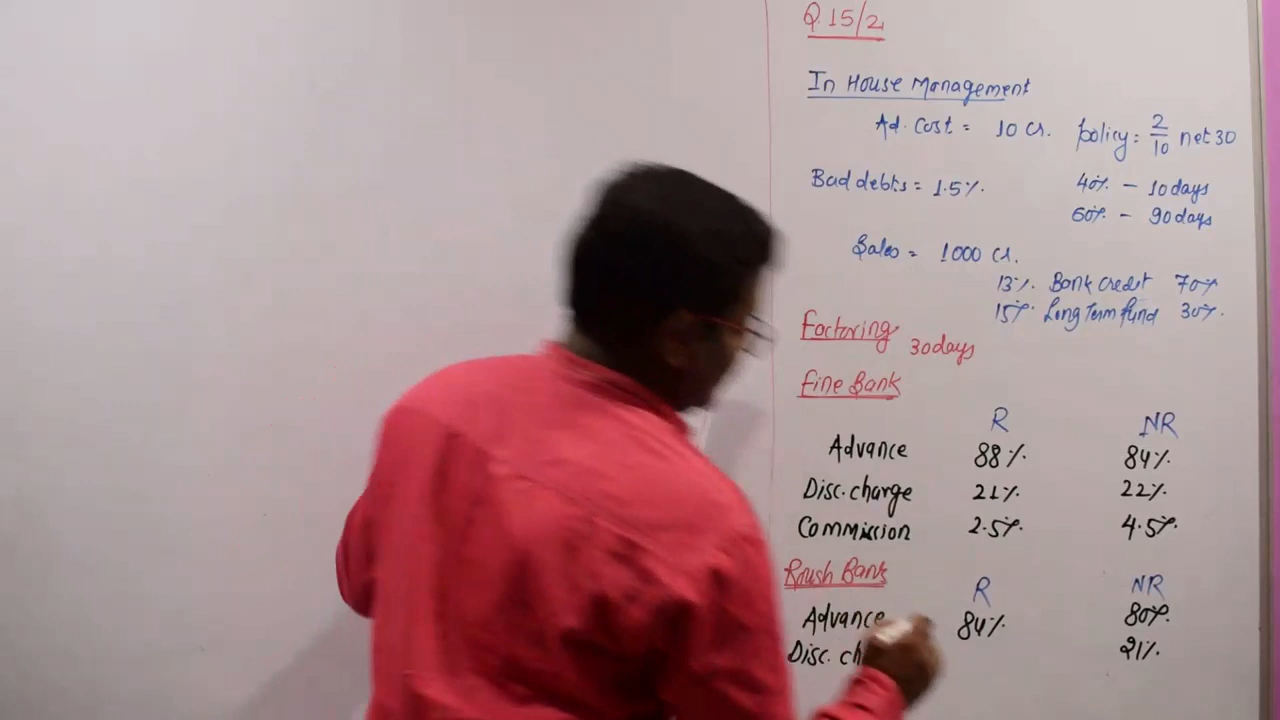 Q.15/2
In House Management
Ad. Cost = 10 Cr. policy = 2/10 net 30
Bad debts = 1.5% 40% - 10 days
60% - 90 days
Sales = 1000 Cr.
13% Bank credit 70%
15% Long Term fund 30%
Factoring 30 days
Fine Bank
R NR
Advance 88% 84%
Disc. charge 21% 22%
Commission 2.5% 4.5%
Roush Bank
R NR
Advance 84% 80%
Disc. 21%